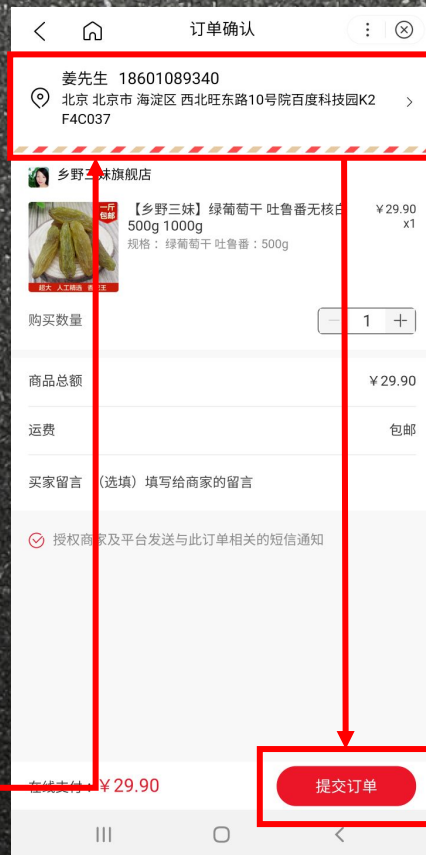 订单确认
姜先生 18601089340
北京 北京市 海淀区 西北旺东路10号院百度科技园K2
F4C037
乡野三妹旗舰店
一斤
包邮
【乡野三妹】绿葡萄干 吐鲁番无核白 ￥29.90
500g 1000g x1
规格： 绿葡萄干 吐鲁番：500g
超大 人工精选
购买数量 1
商品总额 ￥29.90
运费 包邮
买家留言 （选填）填写给商家的留言
授权商家及平台发送与此订单相关的短信通知
在线支付：￥29.90 提交订单